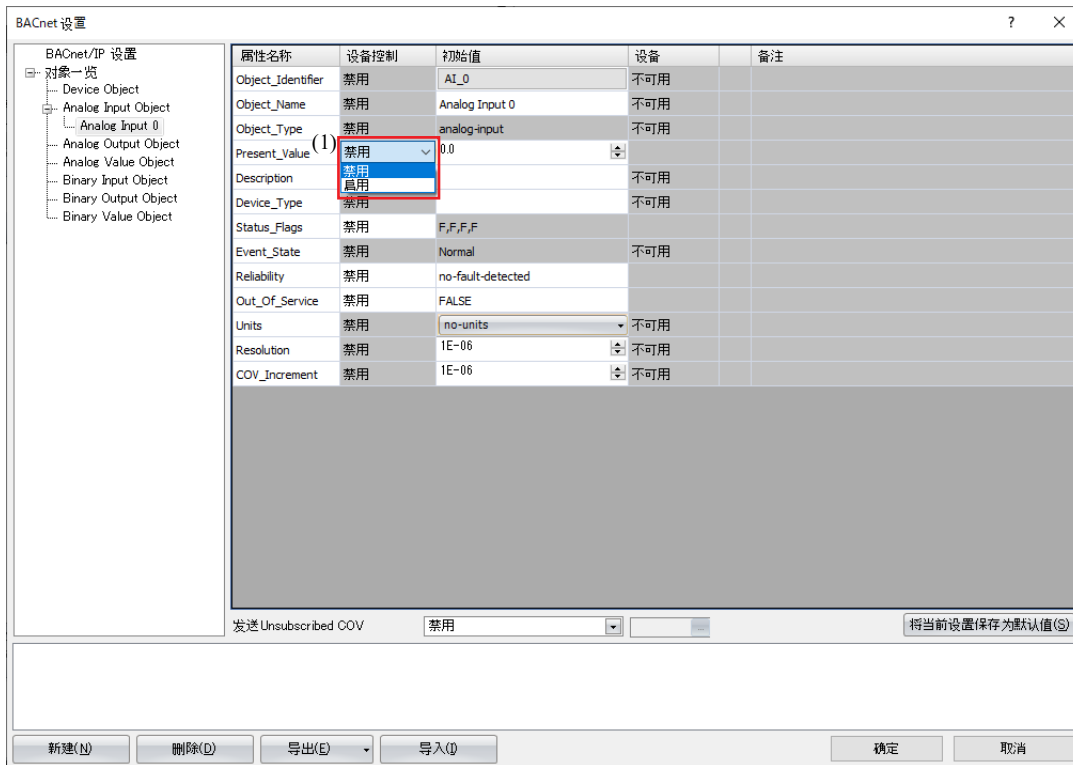 BACnet 设置
?
BACnet/IP 设置
对象一览
Device Object
Analog Input Object
Analog Input 0
Analog Output Object
Analog Value Object
Binary Input Object
Binary Output Object
Binary Value Object
属性名称 设备控制 初始值 设备 备注
Object_Identifier 禁用 AI_0 不可用
Object_Name 禁用 Analog Input 0 不可用
Object_Type 禁用 analog-input 不可用
(1)
Present_Value 禁用 0.0
禁用
启用
Description 不可用
Device_Type 禁用 不可用
Status_Flags 禁用 F,F,F,F
Event_State 禁用 Normal 不可用
Reliability 禁用 no-fault-detected
Out_Of_Service 禁用 FALSE
Units 禁用 no-units 不可用
Resolution 禁用 1E-06 不可用
COV_Increment 禁用 1E-06 不可用
发送Unsubscribed COV 禁用 ... 将当前设置保存为默认值(S)
新建(N) 删除(D) 导出(E) 导入(I) 确定 取消